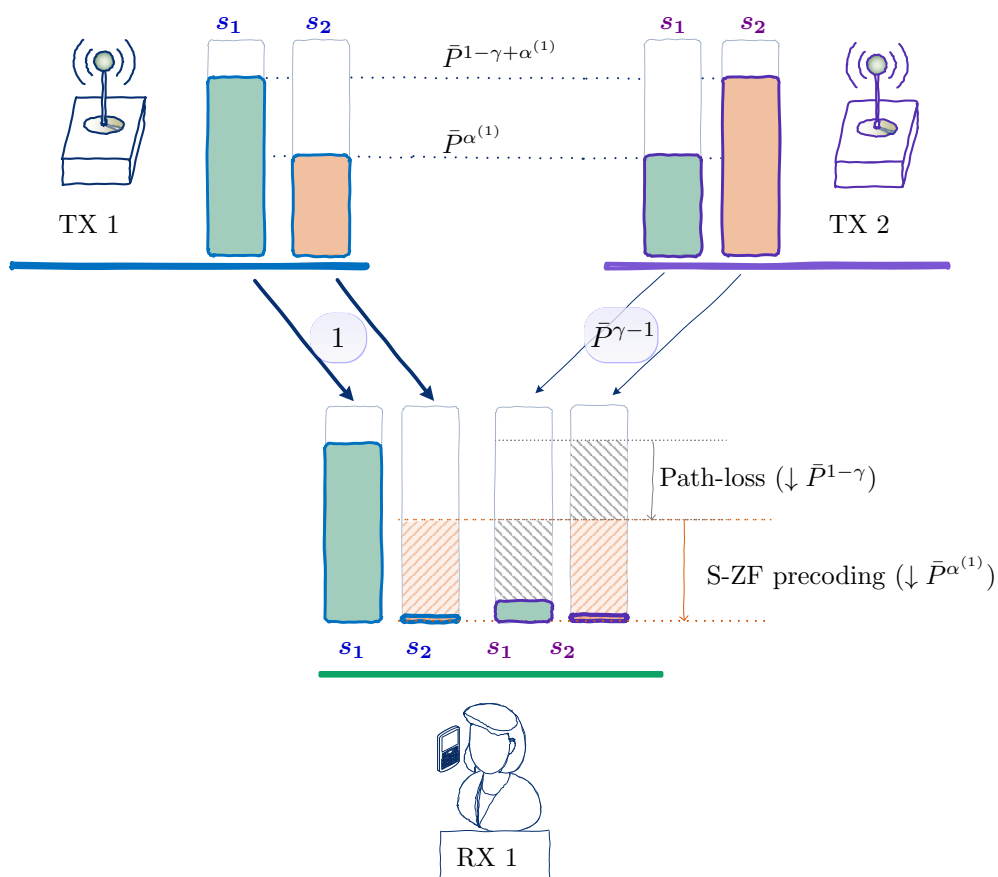 s₁ s₂ s₁ s₂
P̄^{1−γ+α^{(1)}}
P̄^{α^{(1)}}
TX 1
TX 2
1
P̄^{γ−1}
Path-loss (↓ P̄^{1−γ})
S-ZF precoding (↓ P̄^{α^{(1)}})
s₁ s₂ s₁ s₂
RX 1